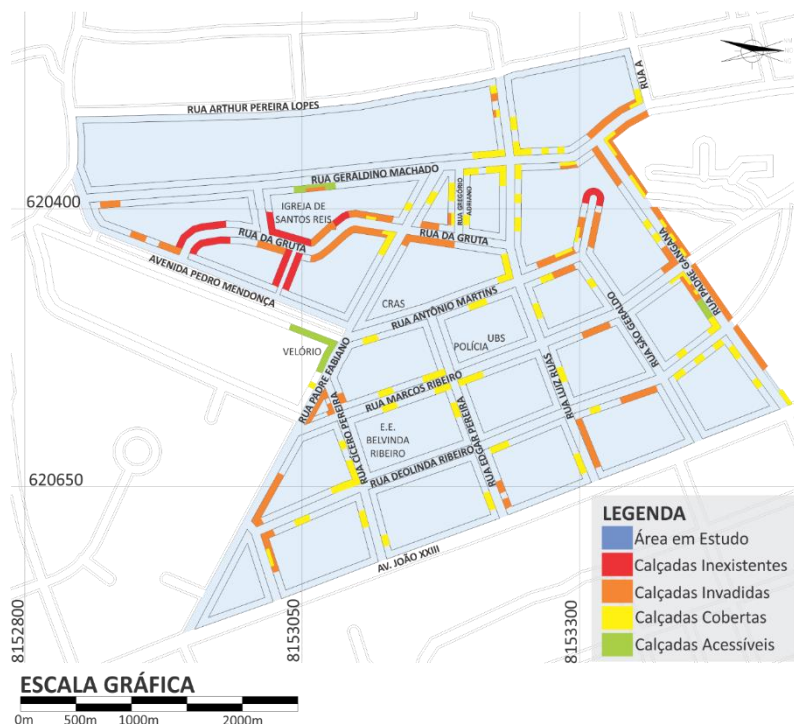 RUA A
RUA ARTHUR PEREIRA LOPES
RUA GERALDINO MACHADO
620400
IGREJA DE
SANTOS REIS
RUA GREGÓRIO
ADRIANO
RUA DA GRUTA
RUA DA GRUTA
AVENIDA PEDRO MENDONÇA
RUA PADRE GANGANA
CRAS
RUA ANTÔNIO MARTINS
RUA SÃO GERALDO
VELÓRIO
POLÍCIA
UBS
RUA PADRE FABIANO
RUA MARCOS RIBEIRO
RUA LUIZ RUAS
RUA CÍCERO PEREIRA
E.E.
BELVINDA
RIBEIRO
RUA EDGAR PEREIRA
RUA DEOLINDA RIBEIRO
620650
AV. JOÃO XXIII
8152800
8153050
8153300
LEGENDA
Área em Estudo
Calçadas Inexistentes
Calçadas Invadidas
Calçadas Cobertas
Calçadas Acessíveis
ESCALA GRÁFICA
0m 500m 1000m 2000m